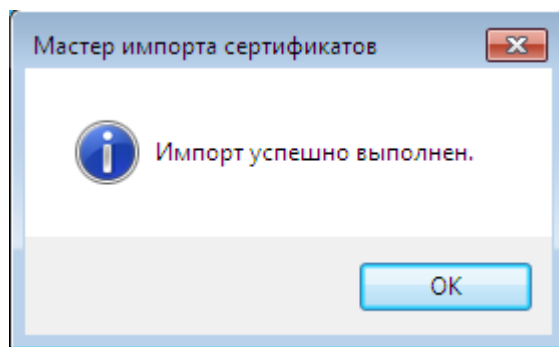 Мастер импорта сертификатов
Импорт успешно выполнен.
OK